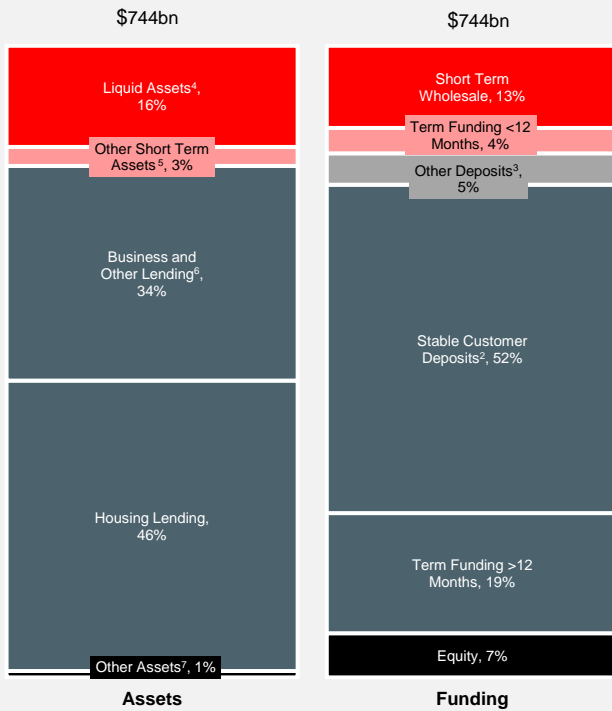 $744bn
Liquid Assets⁴,
16%
Other Short Term
Assets⁵, 3%
Business and
Other Lending⁶,
34%
Housing Lending,
46%
Other Assets⁷, 1%
Assets
$744bn
Short Term
Wholesale, 13%
Term Funding <12
Months, 4%
Other Deposits³,
5%
Stable Customer
Deposits², 52%
Term Funding >12
Months, 19%
Equity, 7%
Funding